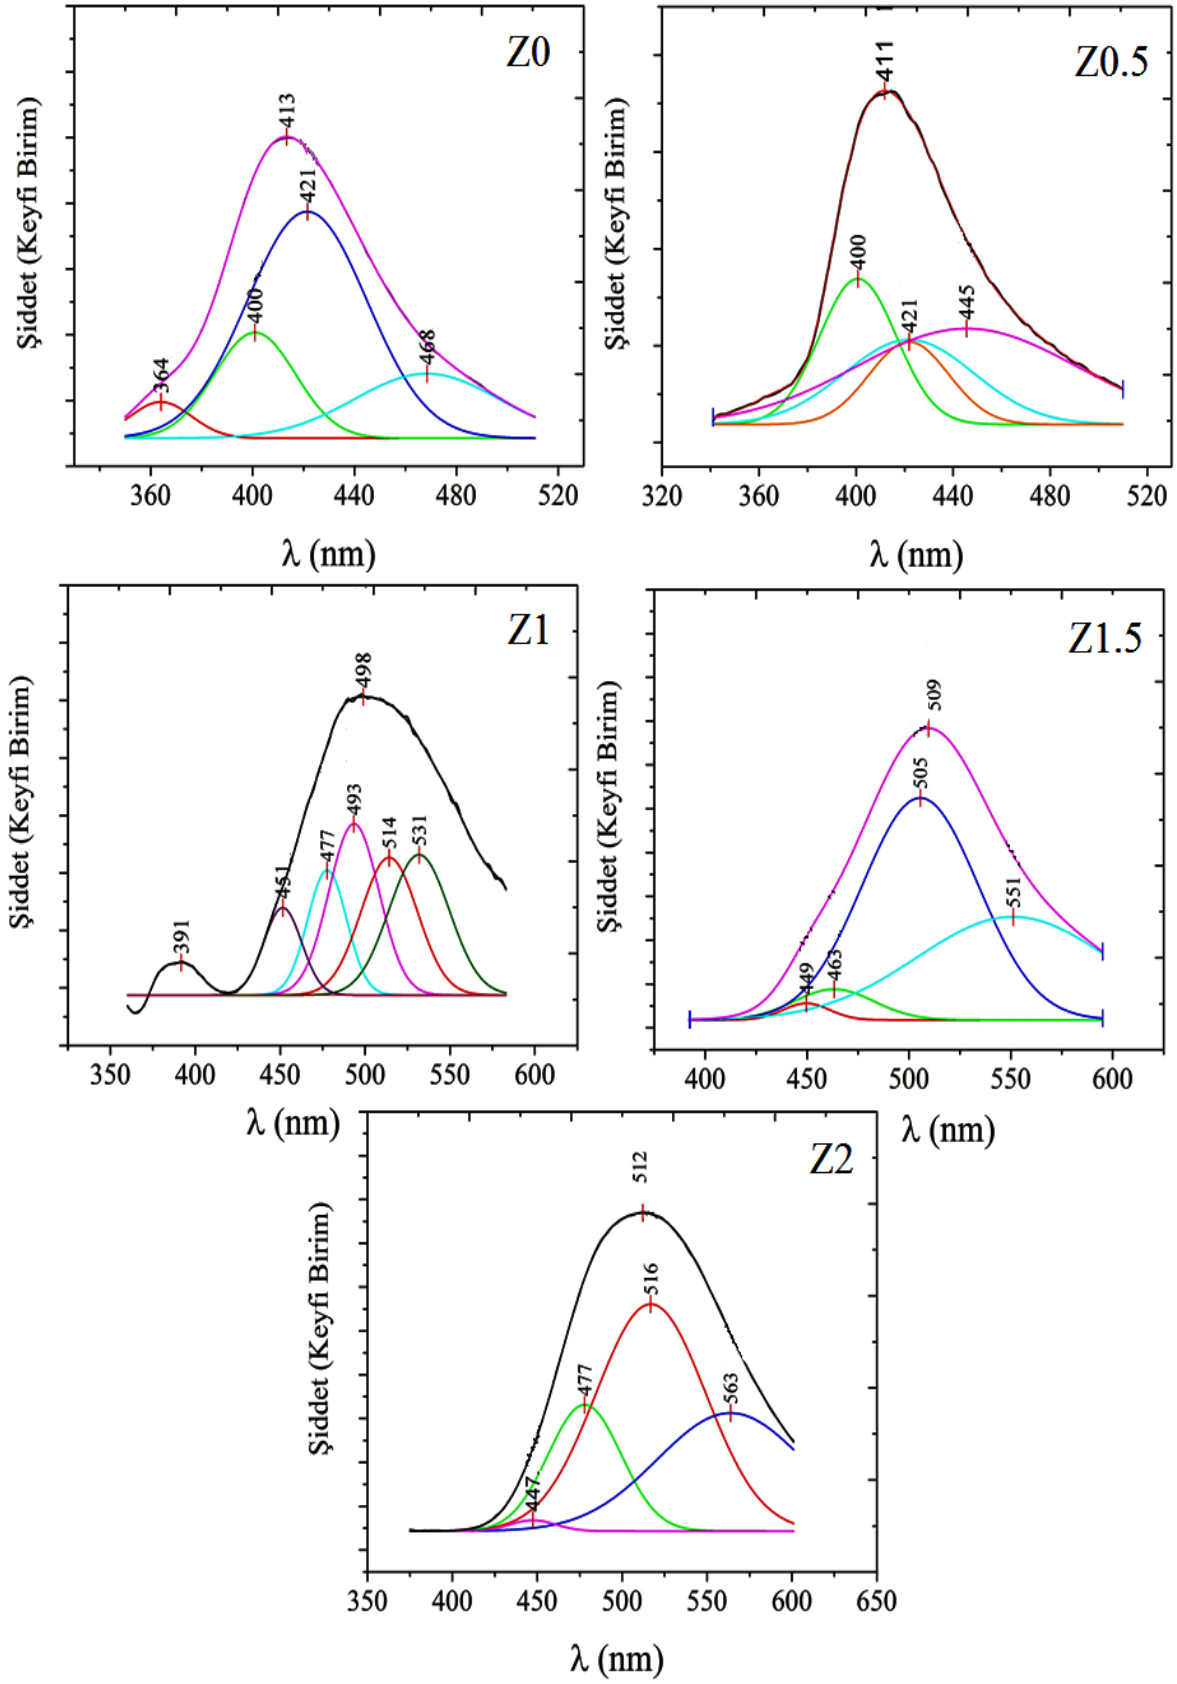 Z0
Şiddet (Keyfi Birim)
413
421
400
364
468
360 400 440 480 520
λ (nm)
Z0.5
Şiddet (Keyfi Birim)
411
400
421
445
320 360 400 440 480 520
λ (nm)
Z1
Şiddet (Keyfi Birim)
498
493
477
514
531
451
391
350 400 450 500 550 600
λ (nm)
Z1.5
Şiddet (Keyfi Birim)
509
505
551
449
463
400 450 500 550 600
λ (nm)
Z2
Şiddet (Keyfi Birim)
512
516
477
563
447
350 400 450 500 550 600 650
λ (nm)